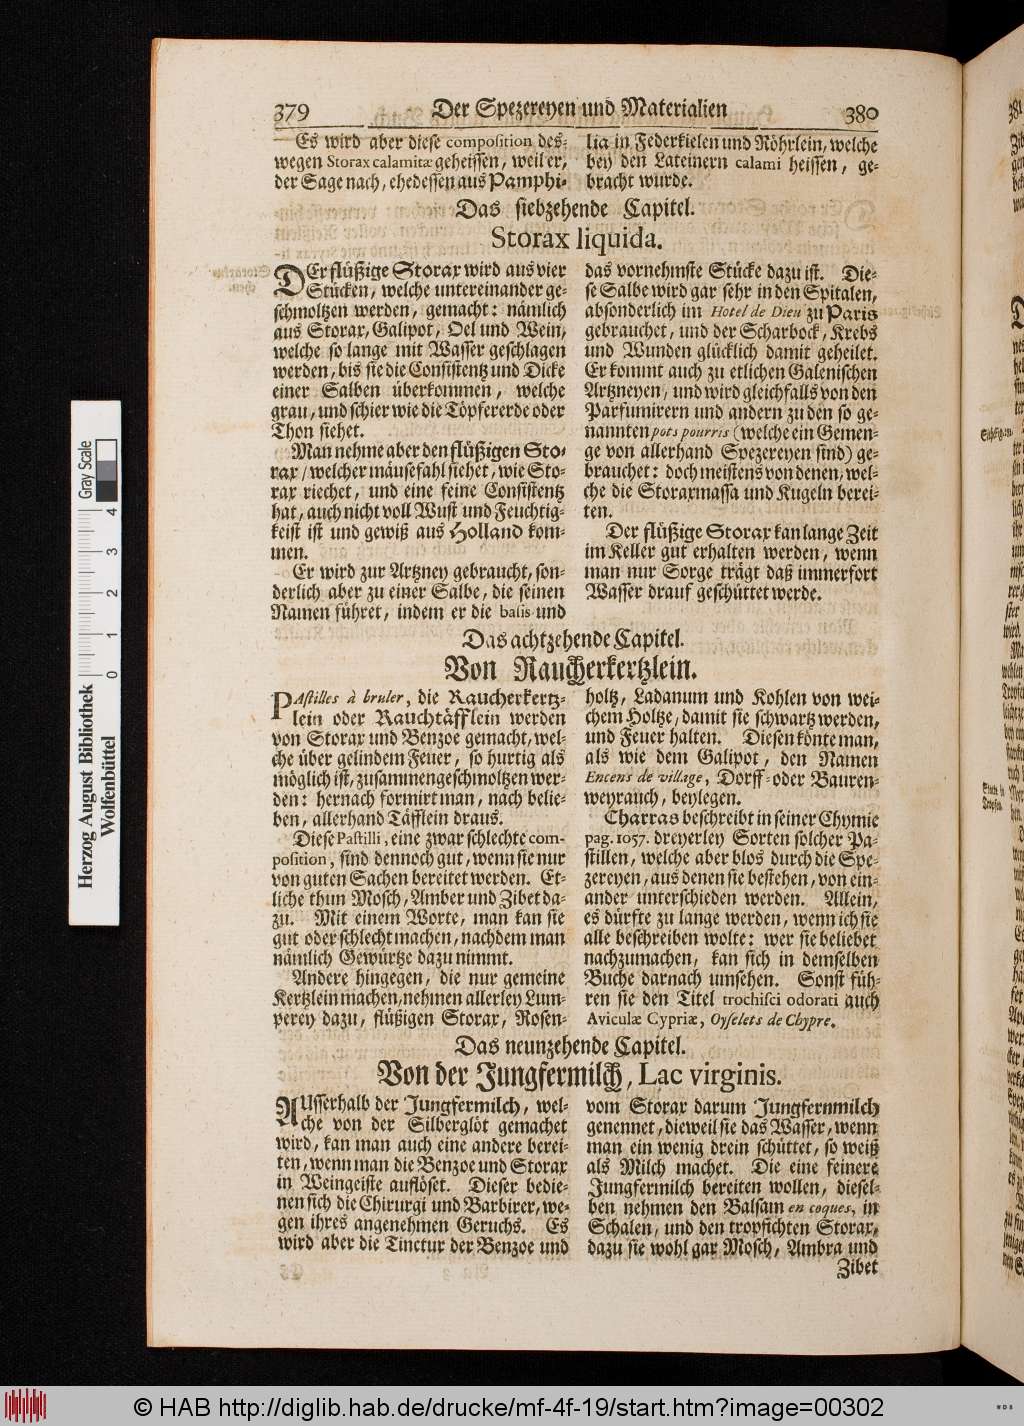 379
Der Spezereyen und Materialien
380
Es wird aber diese composition des-
wegen Storax calamitæ geheissen, weil er,
der Sage nach, ehedessen aus Pamphi-
lia in Federkielen und Röhrlein, welche
bey den Lateinern calami heissen, ge-
bracht wurde.
Das siebzehende Capitel.
Storax liquida.
DEr flüßige Storax wird aus vier
Stücken, welche untereinander ge-
schmoltzen werden, gemacht: nämlich
aus Storax, Galipot, Oel und Wein,
welche so lange mit Wasser geschlagen
werden, bis sie die Consistentz und Dicke
einer Salben überkommen, welche
grau, und schier wie die Töpfererde oder
Thon siehet.
Man nehme aber den flüßigen Sto-
rax / welcher mäusefahl siehet, wie Sto-
rax riechet, und eine feine Consistentz
hat, auch nicht voll Wust und Feuchtig-
keist ist und gewiß aus Holland kom-
men.
Er wird zur Artzney gebraucht, son-
derlich aber zu einer Salbe, die seinen
Namen führet, indem er die basis und
das vornehmste Stücke dazu ist. Die-
se Salbe wird gar sehr in den Spitalen,
absonderlich im Hotel de Dieu zu Paris
gebrauchet, und der Scharbock, Krebs
und Wunden glücklich damit geheilet.
Er kommt auch zu etlichen Galenischen
Artzneyen, und wird gleichfalls von den
Parfumirern und andern zu den so ge-
nannten pots pourris (welche ein Gemen-
ge von allerhand Spezereyen sind) ge-
brauchet: doch meistens von denen, wel-
che die Storaxmassa und Kugeln berei-
ten.
Der flüßige Storax kan lange Zeit
im Keller gut erhalten werden, wenn
man nur Sorge trägt daß immerfort
Wasser drauf geschüttet werde.
Das achtzehende Capitel.
Von Raucherkertzlein.
PAstilles à bruler, die Raucherkertz-
lein oder Rauchtäfflein werden
von Storax und Benzoe gemacht, wel-
che über gelindem Feuer, so hurtig als
möglich ist, zusammengeschmoltzen wer-
den: hernach formirt man, nach belie-
ben, allerhand Täfflein draus.
Diese Pastilli, eine zwar schlechte com-
position, sind dennoch gut, wenn sie nur
von guten Sachen bereitet werden. Et-
liche thun Mosch, Amber und Zibet da-
zu. Mit einem Worte, man kan sie
gut oder schlecht machen, nachdem man
nämlich Gewürtze dazu nimmt.
Andere hingegen, die nur gemeine
Kertzlein machen, nehmen allerley Lum-
perey dazu, flüßigen Storax, Rosen-
holtz, Ladanum und Kohlen von wei-
chem Holtze, damit sie schwartz werden,
und Feuer halten. Diesen könte man,
als wie dem Galipot, den Namen
Encens de village, Dorff- oder Bauren-
weyrauch, beylegen.
Charras beschreibt in seiner Chymie
pag. 1057. dreyerley Sorten solcher Pa-
stillen, welche aber blos durch die Spe-
zereyen, aus denen sie bestehen, von ein-
ander unterschieden werden. Allein,
es dürfte zu lange werden, wenn ich sie
alle beschreiben wolte: wer sie beliebet
nachzumachen, kan sich in demselben
Buche darnach umsehen. Sonst füh-
ren sie den Titel trochisci odorati auch
Aviculæ Cypriæ, Oyselets de Chypre.
Das neunzehende Capitel.
Von der Jungfermilch, Lac virginis.
AUsserhalb der Jungfermilch, wel-
che von der Silberglöt gemachet
wird, kan man auch eine andere berei-
ten, wenn man die Benzoe und Storax
in Weingeiste auflöset. Dieser bedie-
nen sich die Chirurgi und Barbirer, we-
gen ihres angenehmen Geruchs. Es
wird aber die Tinctur der Benzoe und
vom Storax darum Jungfernmilch
genennet, dieweil sie das Wasser, wenn
man ein wenig drein schüttet, so weiß
als Milch machet. Die eine feinere
Jungfermilch bereiten wollen, diesel-
ben nehmen den Balsam en coques, in
Schalen, und den tropfichten Storax,
dazu sie wohl gar Mosch, Ambra und
Zibet
Herzog August Bibliothek
Wolfenbüttel
Gray Scale
0 1 2 3 4
© HAB http://diglib.hab.de/drucke/mf-4f-19/start.htm?image=00302